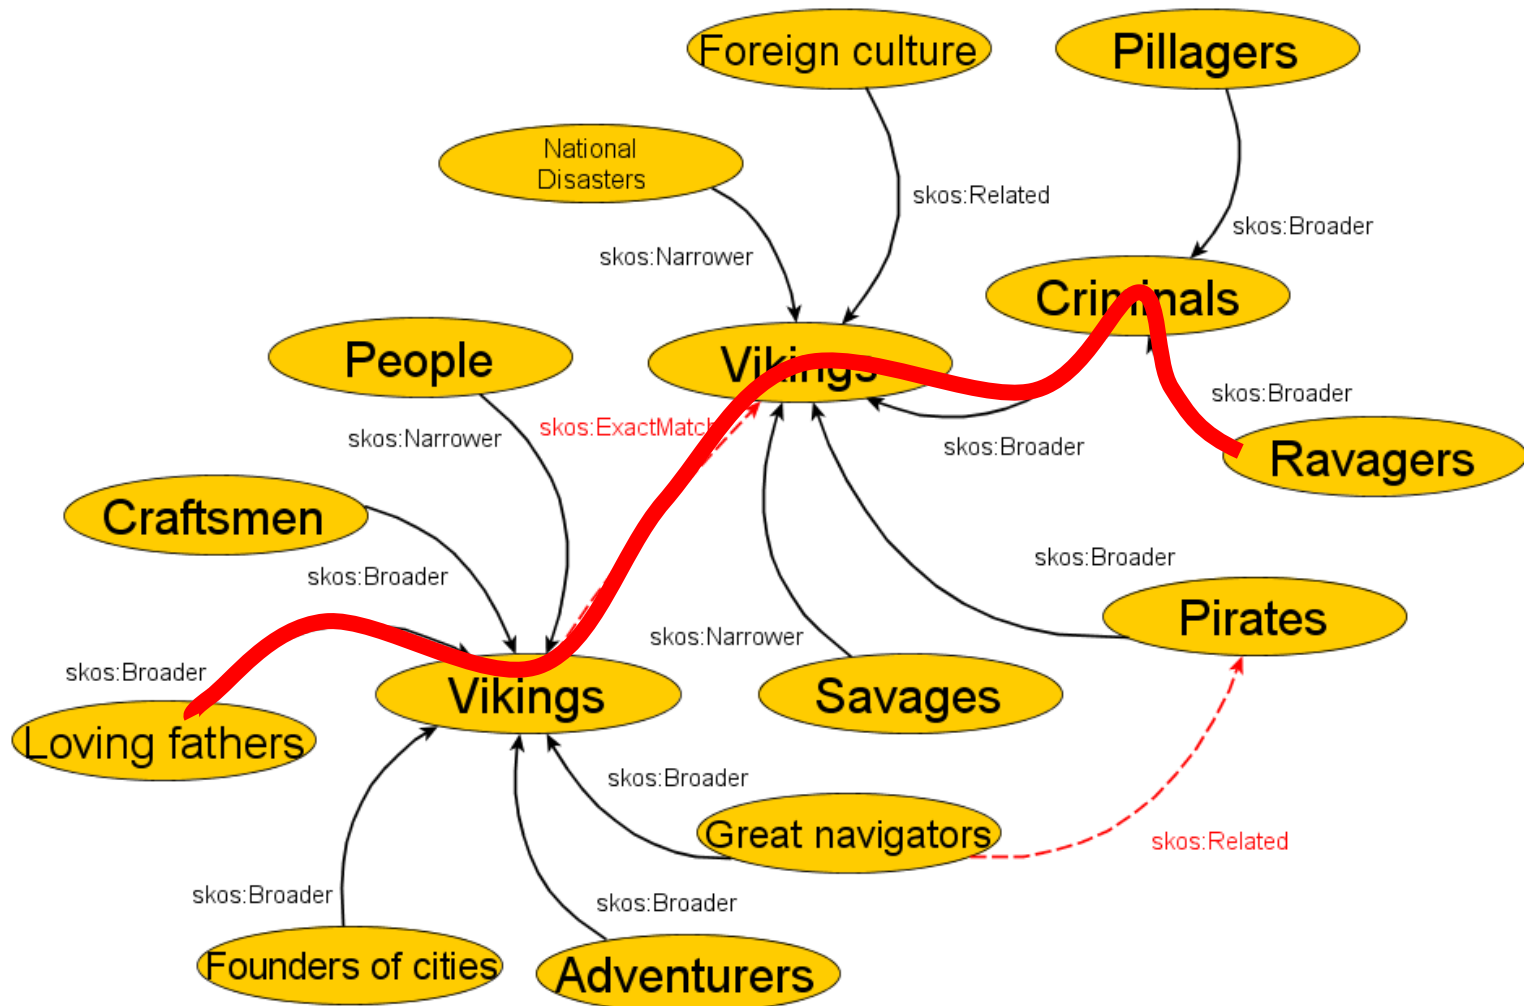 Foreign culture
Pillagers
National
Disasters
skos:Related
skos:Broader
skos:Narrower
Criminals
People
Vikings
skos:Broader
skos:ExactMatch
skos:Narrower
skos:Broader
Ravagers
Craftsmen
skos:Broader
skos:Broader
Pirates
skos:Narrower
skos:Broader
Vikings
Savages
Loving fathers
skos:Broader
Great navigators
skos:Related
skos:Broader
skos:Broader
Founders of cities
Adventurers